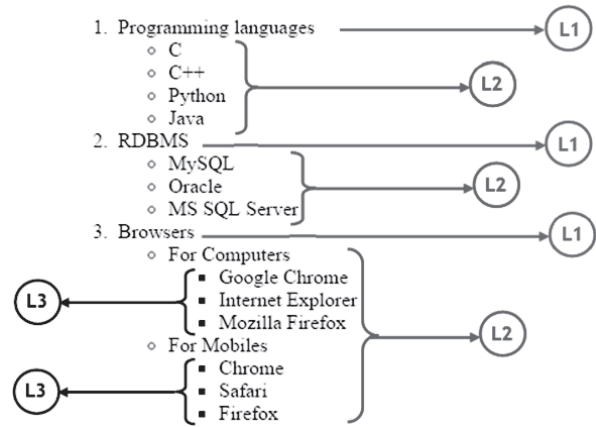 1. Programming languages L1
◦ C
◦ C++
◦ Python L2
◦ Java
2. RDBMS L1
◦ MySQL
◦ Oracle L2
◦ MS SQL Server
3. Browsers L1
◦ For Computers
▪ Google Chrome
L3 ▪ Internet Explorer
▪ Mozilla Firefox L2
◦ For Mobiles
▪ Chrome
L3 ▪ Safari
▪ Firefox